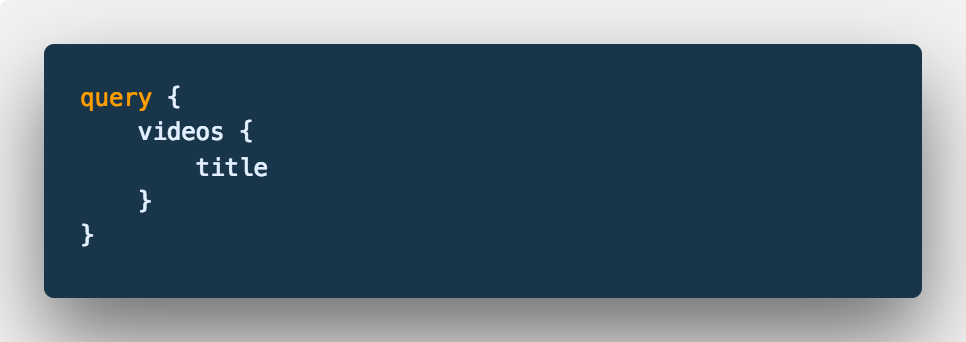 query {
    videos {
        title
    }
}